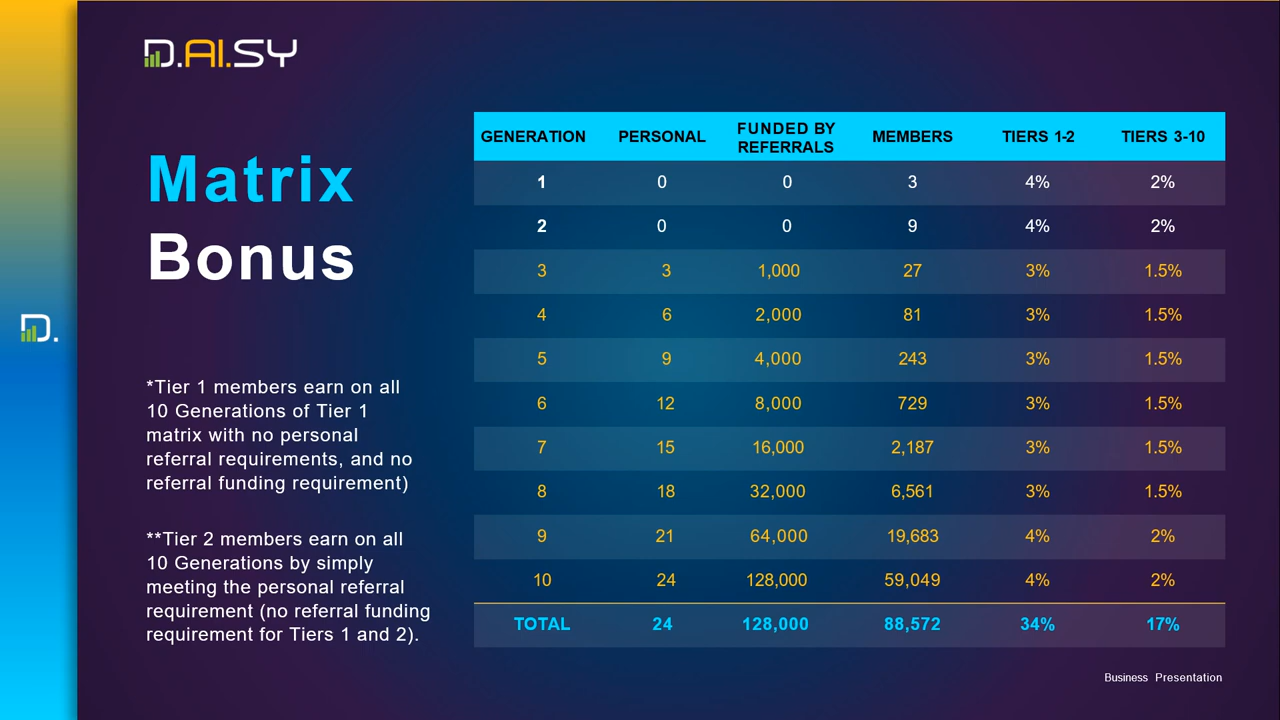 D.AI.SY
Matrix
Bonus
*Tier 1 members earn on all
10 Generations of Tier 1
matrix with no personal
referral requirements, and no
referral funding requirement)
**Tier 2 members earn on all
10 Generations by simply
meeting the personal referral
requirement (no referral funding
requirement for Tiers 1 and 2).
D.
GENERATION PERSONAL FUNDED BY REFERRALS MEMBERS TIERS 1-2 TIERS 3-10
1 0 0 3 4% 2%
2 0 0 9 4% 2%
3 3 1,000 27 3% 1.5%
4 6 2,000 81 3% 1.5%
5 9 4,000 243 3% 1.5%
6 12 8,000 729 3% 1.5%
7 15 16,000 2,187 3% 1.5%
8 18 32,000 6,561 3% 1.5%
9 21 64,000 19,683 4% 2%
10 24 128,000 59,049 4% 2%
TOTAL 24 128,000 88,572 34% 17%
Business Presentation